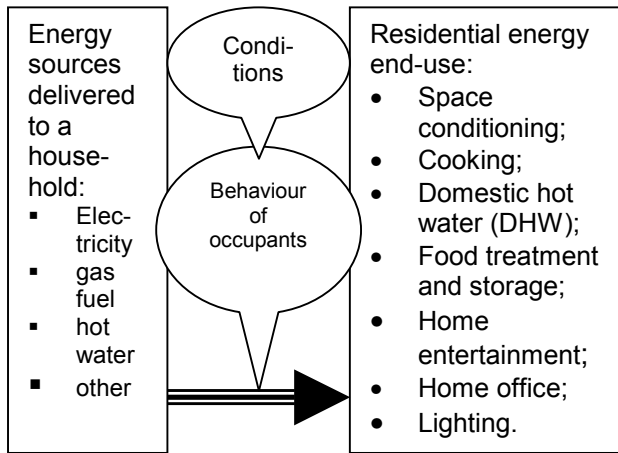 Energy
sources
delivered
to a
house-
hold:
▪ Elec-
tricity
▪ gas
fuel
▪ hot
water
▪ other
Condi-
tions
Behaviour
of
occupants
Residential energy
end-use:
• Space
conditioning;
• Cooking;
• Domestic hot
water (DHW);
• Food treatment
and storage;
• Home
entertainment;
• Home office;
• Lighting.